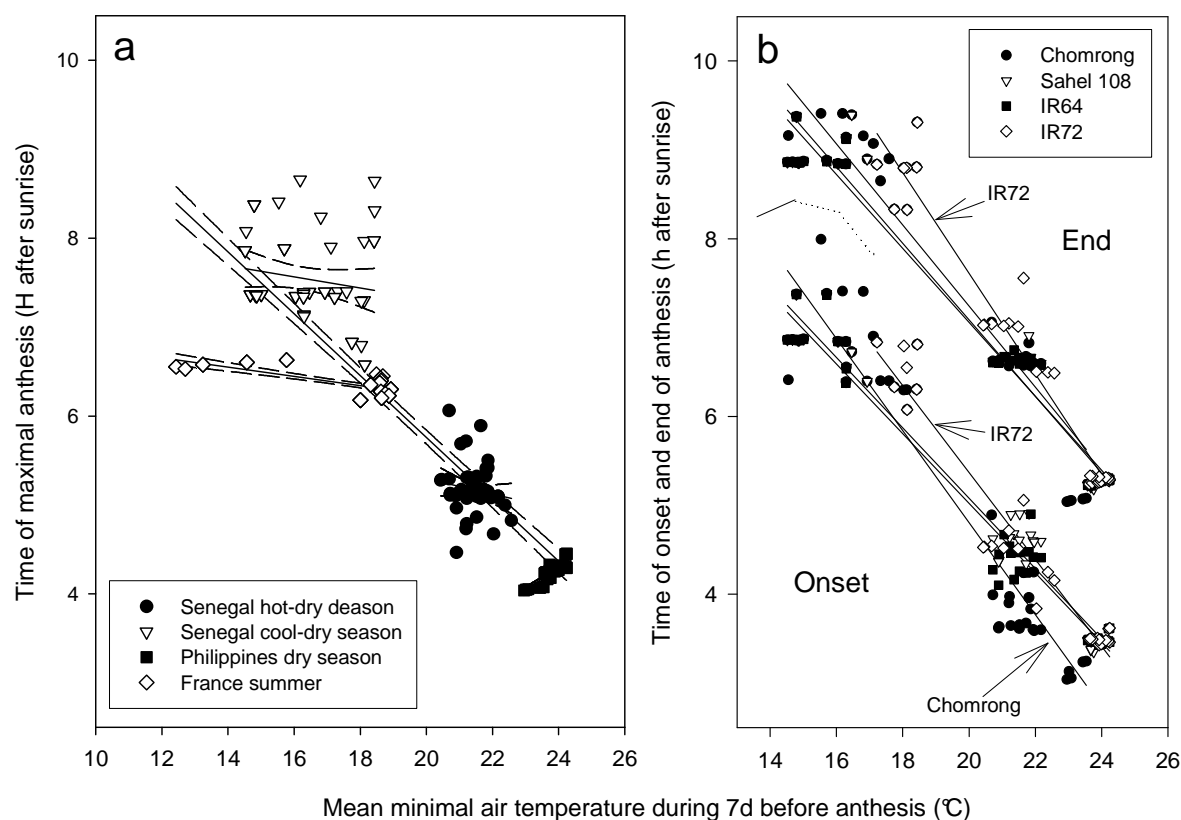 a
Time of maximal anthesis (H after sunrise)
10
8
6
4
10 12 14 16 18 20 22 24 26
Senegal hot-dry deason
Senegal cool-dry season
Philippines dry season
France summer
b
Time of onset and end of anthesis (h after sunrise)
10
8
6
4
14 16 18 20 22 24 26
Chomrong
Sahel 108
IR64
IR72
IR72
End
IR72
Onset
Chomrong
Mean minimal air temperature during 7d before anthesis (°C)